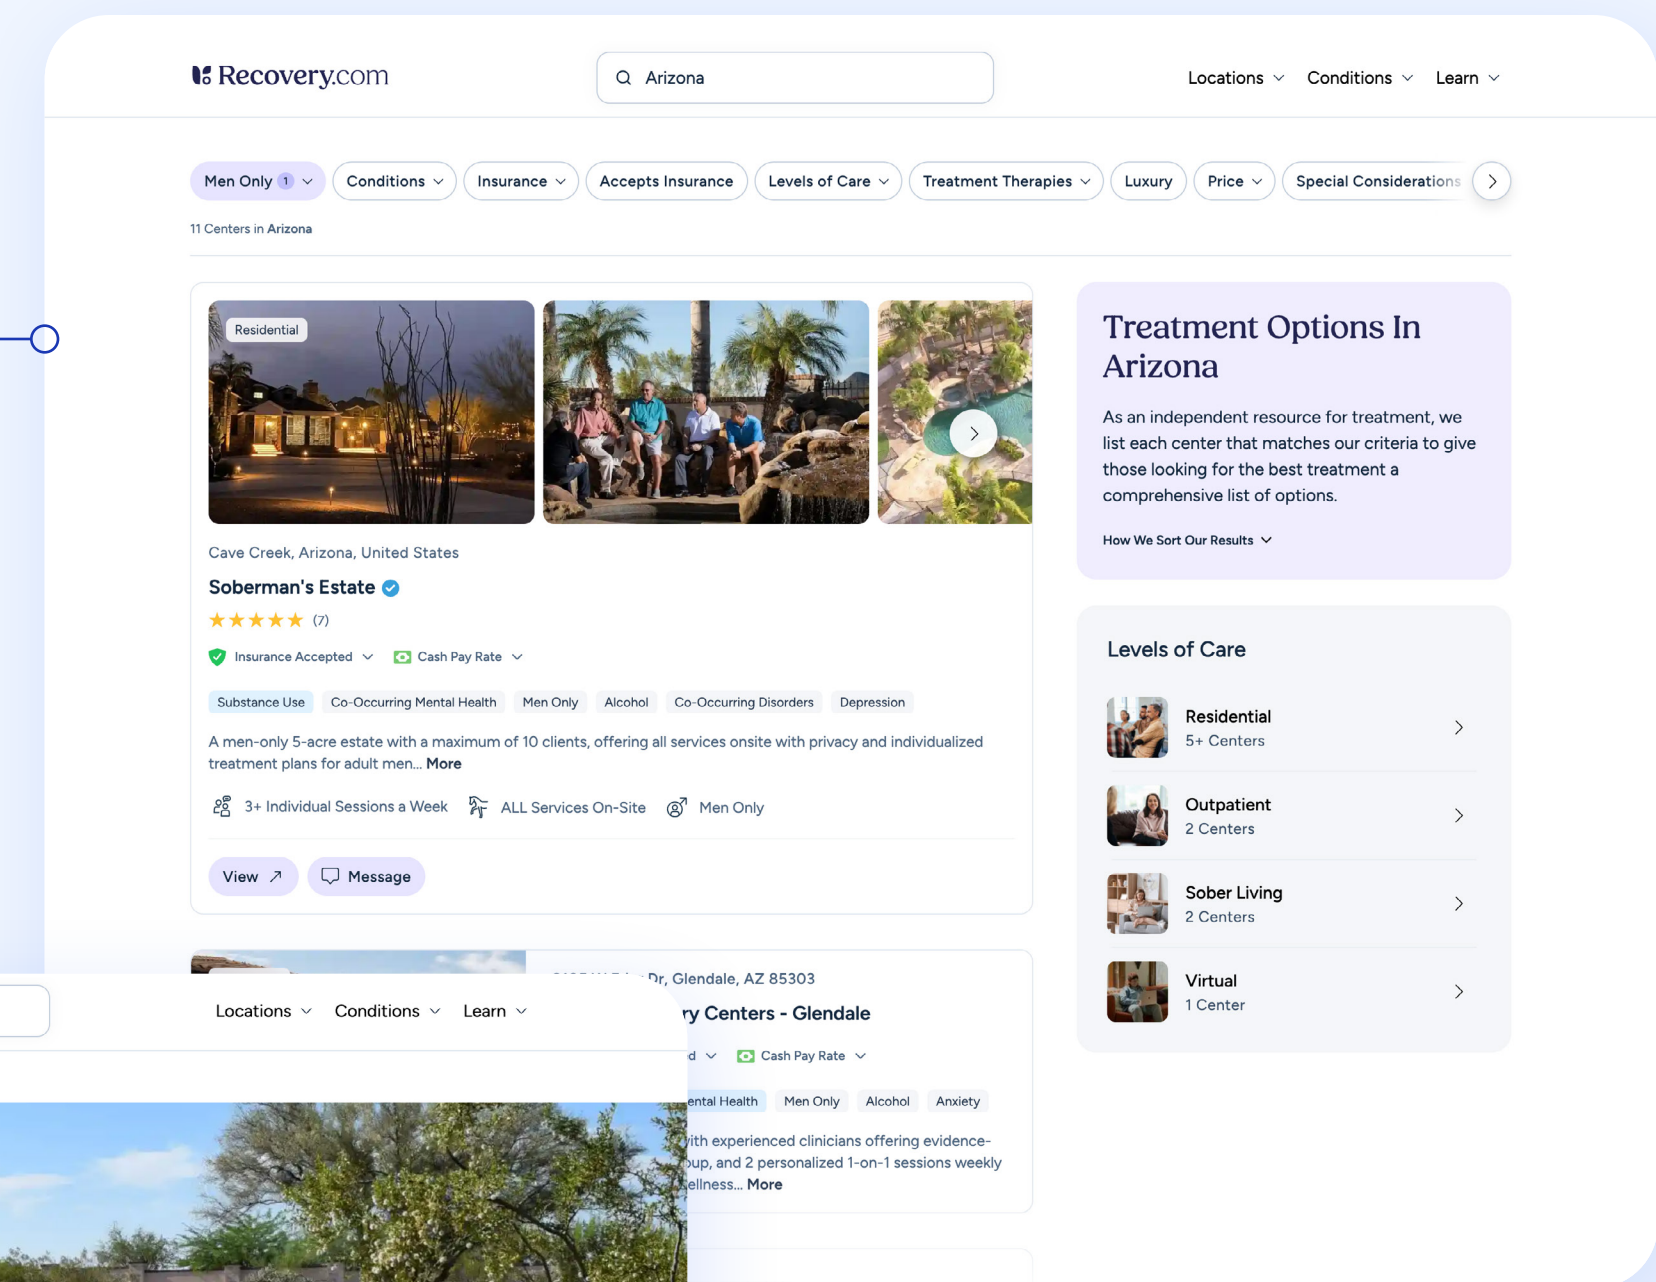 Recovery.com
Arizona
Locations
Conditions
Learn
Men Only 1
Conditions
Insurance
Accepts Insurance
Levels of Care
Treatment Therapies
Luxury
Price
Special Considerations
11 Centers in Arizona
Residential
Cave Creek, Arizona, United States
Soberman's Estate
(7)
Insurance Accepted
Cash Pay Rate
Substance Use
Co-Occurring Mental Health
Men Only
Alcohol
Co-Occurring Disorders
Depression
A men-only 5-acre estate with a maximum of 10 clients, offering all services onsite with privacy and individualized
treatment plans for adult men... More
3+ Individual Sessions a Week
ALL Services On-Site
Men Only
View
Message
Treatment Options In
Arizona
As an independent resource for treatment, we
list each center that matches our criteria to give
those looking for the best treatment a
comprehensive list of options.
How We Sort Our Results
Levels of Care
Residential
5+ Centers
Outpatient
2 Centers
Sober Living
2 Centers
Virtual
1 Center
Dr, Glendale, AZ 85303
ry Centers - Glendale
d
Cash Pay Rate
ental Health
Men Only
Alcohol
Anxiety
with experienced clinicians offering evidence-
oup, and 2 personalized 1-on-1 sessions weekly
ellness... More
Locations
Conditions
Learn